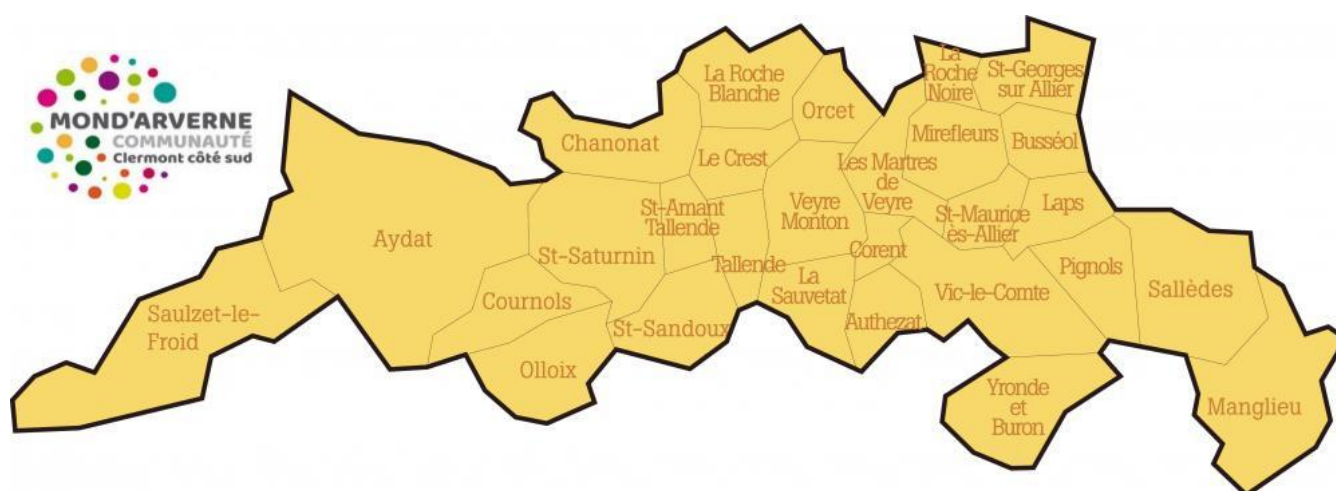 MOND'ARVERNE
COMMUNAUTÉ
Clermont côté sud
La Roche
Blanche
Orcet
La
Roche
Noire
St-Georges
sur Allier
Chanonat
Le Crest
Mirefleurs
Busséol
Les Martres
de
Veyre
St-Amant
Tallende
Veyre
Monton
St-Maurice
ès-Allier
Laps
Aydat
St-Saturnin
Tallende
Corent
Pignols
Sallèdes
Saulzet-le-
Froid
Cournols
La
Sauvetat
Vic-le-Comte
St-Sandoux
Authezat
Olloix
Yronde
et
Buron
Manglieu